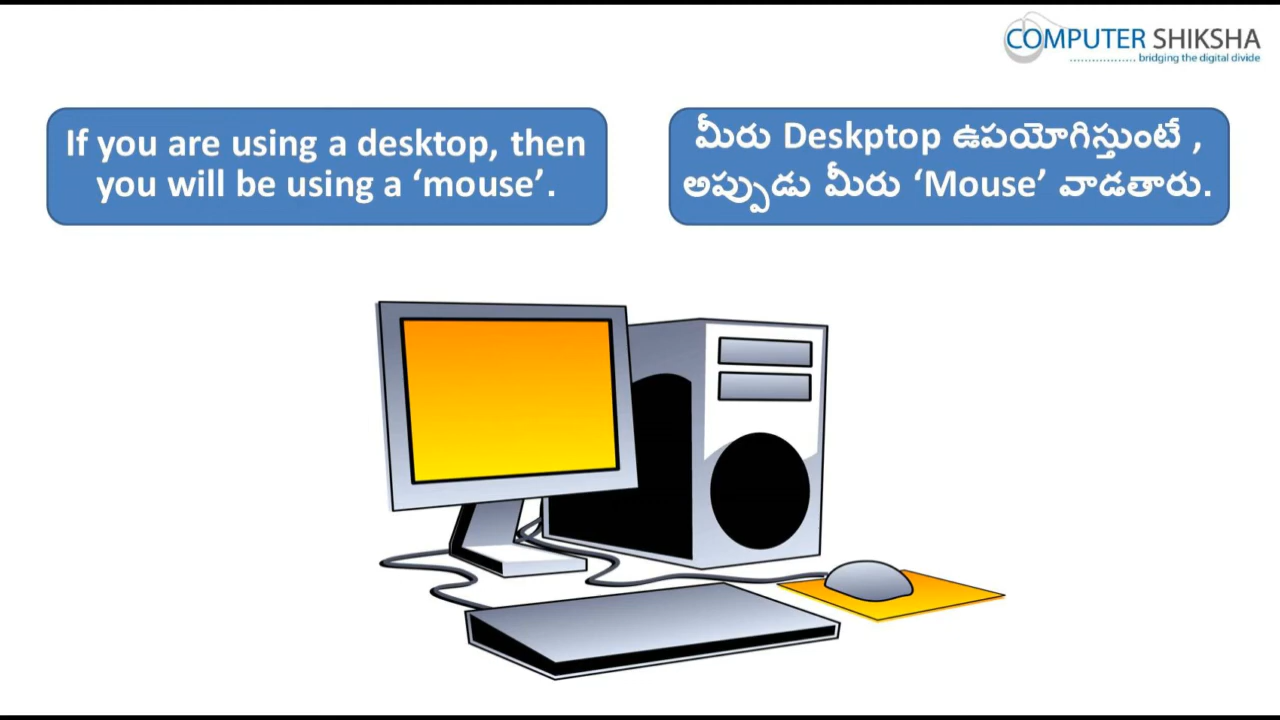 COMPUTER SHIKSHA
bridging the digital divide
If you are using a desktop, then
you will be using a ‘mouse’.
మీరు Deskptop ఉపయోగిస్తుంటే ,
అప్పుడు మీరు ‘Mouse’ వాడతారు.